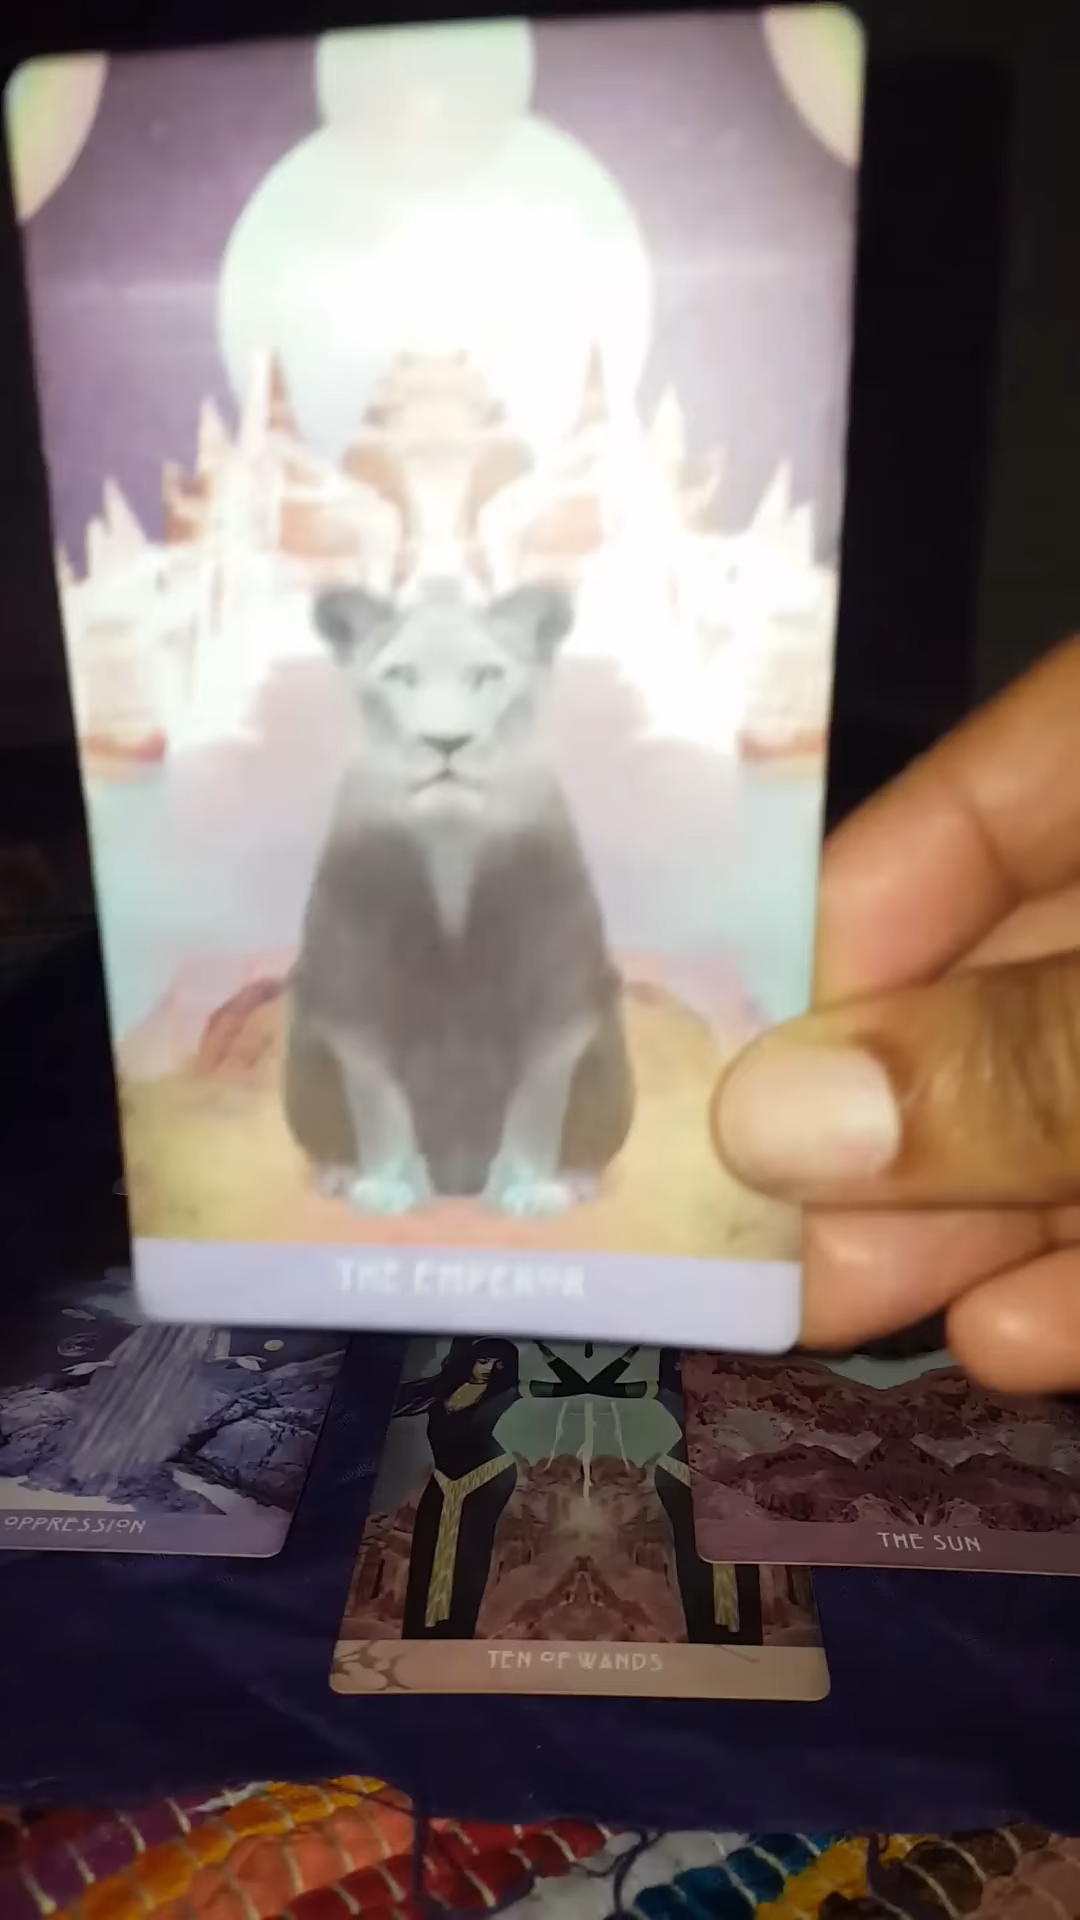 THE EMPEROR
OPPRESSION
THE SUN
TEN OF WANDS